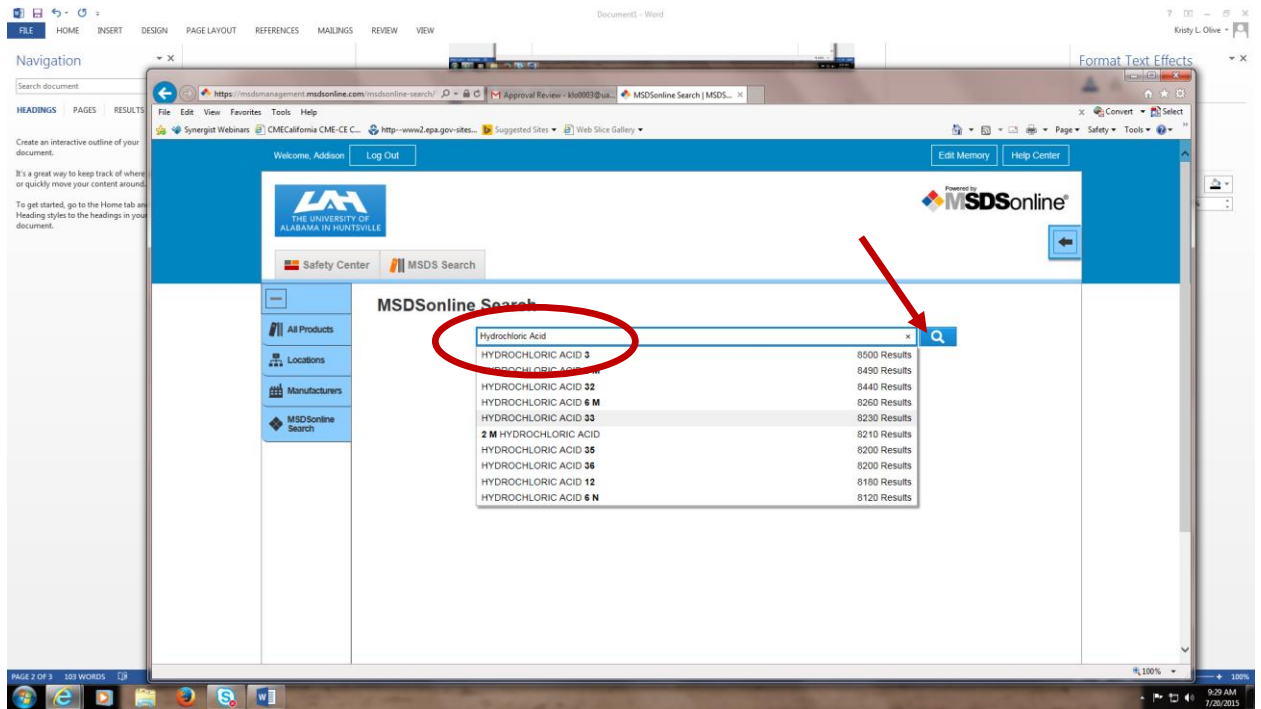 Document1 - Word
FILE HOME INSERT DESIGN PAGE LAYOUT REFERENCES MAILINGS REVIEW VIEW
Kristy L. Olive
Navigation
Search document
HEADINGS PAGES RESULTS
Create an interactive outline of your
document.
It's a great way to keep track of where
or quickly move your content around.
To get started, go to the Home tab an
Heading styles to the headings in your
document.
Format Text Effects
https://msdsmanagement.msdsonline.com/msdsonline-search/
Approval Review - klo0003@ua...
MSDSonline Search | MSDS...
File Edit View Favorites Tools Help
x Convert Select
Synergist Webinars CMECalifornia CME-CE C... http--www2.epa.gov-sites... Suggested Sites Web Slice Gallery
Page Safety Tools
Welcome, Addison Log Out
Edit Memory Help Center
UAH
THE UNIVERSITY OF
ALABAMA IN HUNTSVILLE
Powered by
MSDSonline®
Safety Center MSDS Search
All Products
Locations
Manufacturers
MSDSonline
Search
MSDSonline Search
Hydrochloric Acid ×
HYDROCHLORIC ACID 3 8500 Results
HYDROCHLORIC ACID M 8490 Results
HYDROCHLORIC ACID 32 8440 Results
HYDROCHLORIC ACID 6 M 8260 Results
HYDROCHLORIC ACID 33 8230 Results
2 M HYDROCHLORIC ACID 8210 Results
HYDROCHLORIC ACID 35 8200 Results
HYDROCHLORIC ACID 36 8200 Results
HYDROCHLORIC ACID 12 8180 Results
HYDROCHLORIC ACID 6 N 8120 Results
100%
PAGE 2 OF 3 103 WORDS
100%
9:29 AM
7/20/2015